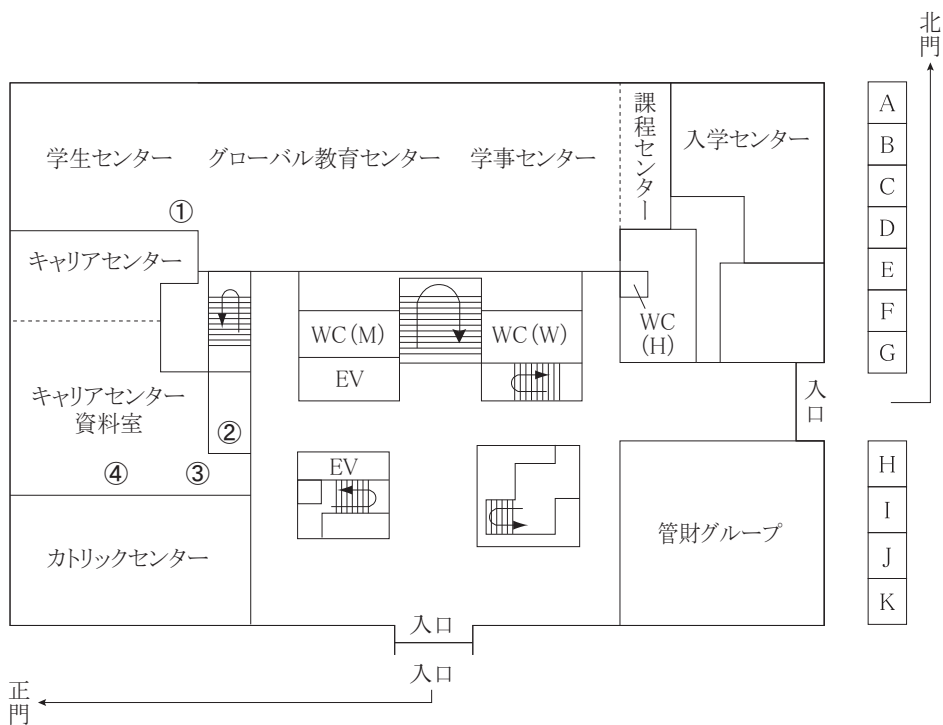 北門
学生センター
グローバル教育センター
学事センター
課程センター
入学センター
A
B
C
D
E
F
G
①
キャリアセンター
WC(M)
WC(W)
WC
(H)
EV
入口
キャリアセンター
資料室
②
③
④
EV
H
I
J
K
カトリックセンター
管財グループ
入口
入口
正門